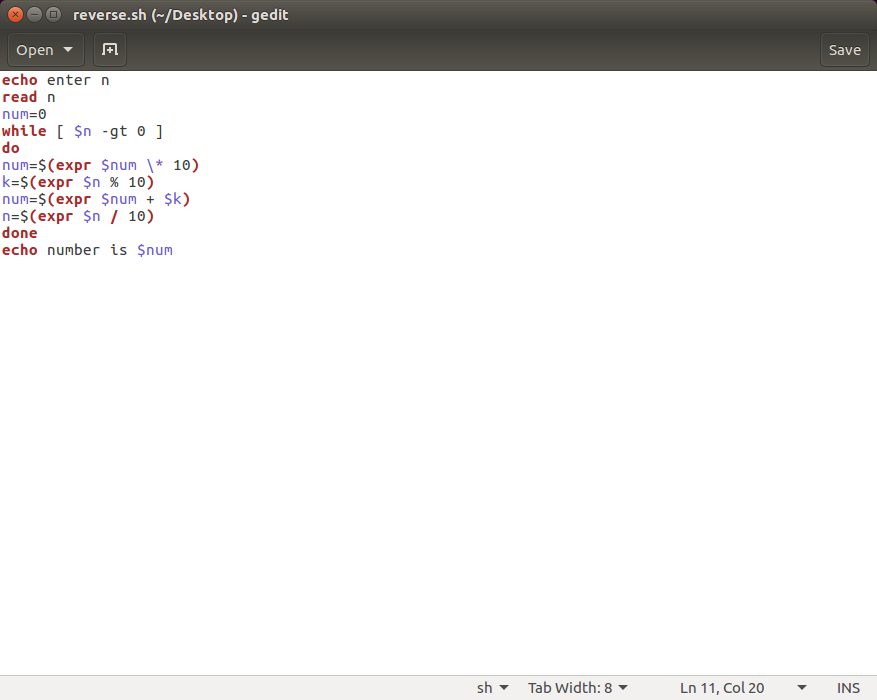 reverse.sh (~/Desktop) - gedit
Open
Save
echo enter n
read n
num=0
while [ $n -gt 0 ]
do
num=$(expr $num \* 10)
k=$(expr $n % 10)
num=$(expr $num + $k)
n=$(expr $n / 10)
done
echo number is $num
sh Tab Width: 8 Ln 11, Col 20 INS